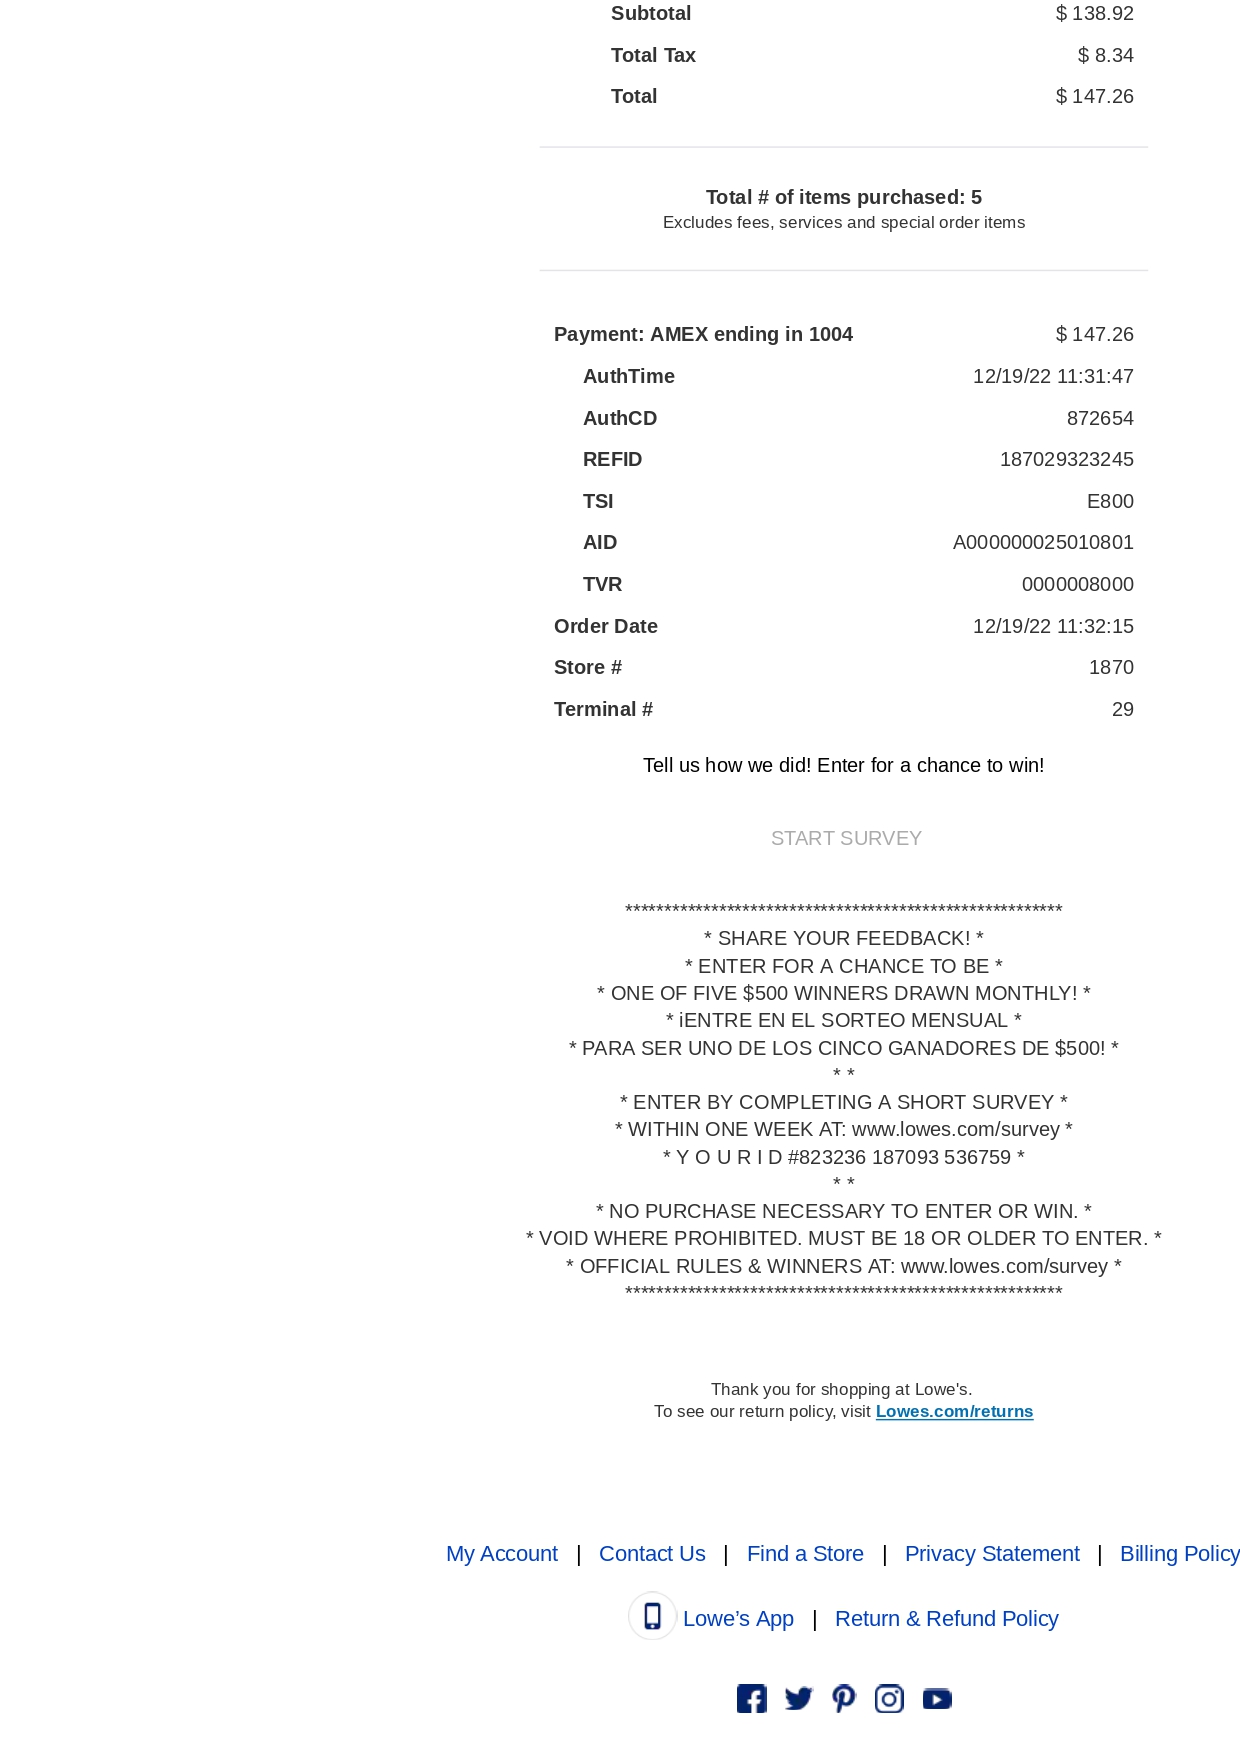 Subtotal $ 138.92
Total Tax $ 8.34
Total $ 147.26
Total # of items purchased: 5
Excludes fees, services and special order items
Payment: AMEX ending in 1004 $ 147.26
AuthTime 12/19/22 11:31:47
AuthCD 872654
REFID 187029323245
TSI E800
AID A000000025010801
TVR 0000008000
Order Date 12/19/22 11:32:15
Store # 1870
Terminal # 29
Tell us how we did! Enter for a chance to win!
START SURVEY
********************************************************
* SHARE YOUR FEEDBACK! *
* ENTER FOR A CHANCE TO BE *
* ONE OF FIVE $500 WINNERS DRAWN MONTHLY! *
* iENTRE EN EL SORTEO MENSUAL *
* PARA SER UNO DE LOS CINCO GANADORES DE $500! *
* *
* ENTER BY COMPLETING A SHORT SURVEY *
* WITHIN ONE WEEK AT: www.lowes.com/survey *
* Y O U R I D #823236 187093 536759 *
* *
* NO PURCHASE NECESSARY TO ENTER OR WIN. *
* VOID WHERE PROHIBITED. MUST BE 18 OR OLDER TO ENTER. *
* OFFICIAL RULES & WINNERS AT: www.lowes.com/survey *
********************************************************
Thank you for shopping at Lowe's.
To see our return policy, visit Lowes.com/returns
My Account | Contact Us | Find a Store | Privacy Statement | Billing Policy
Lowe’s App | Return & Refund Policy